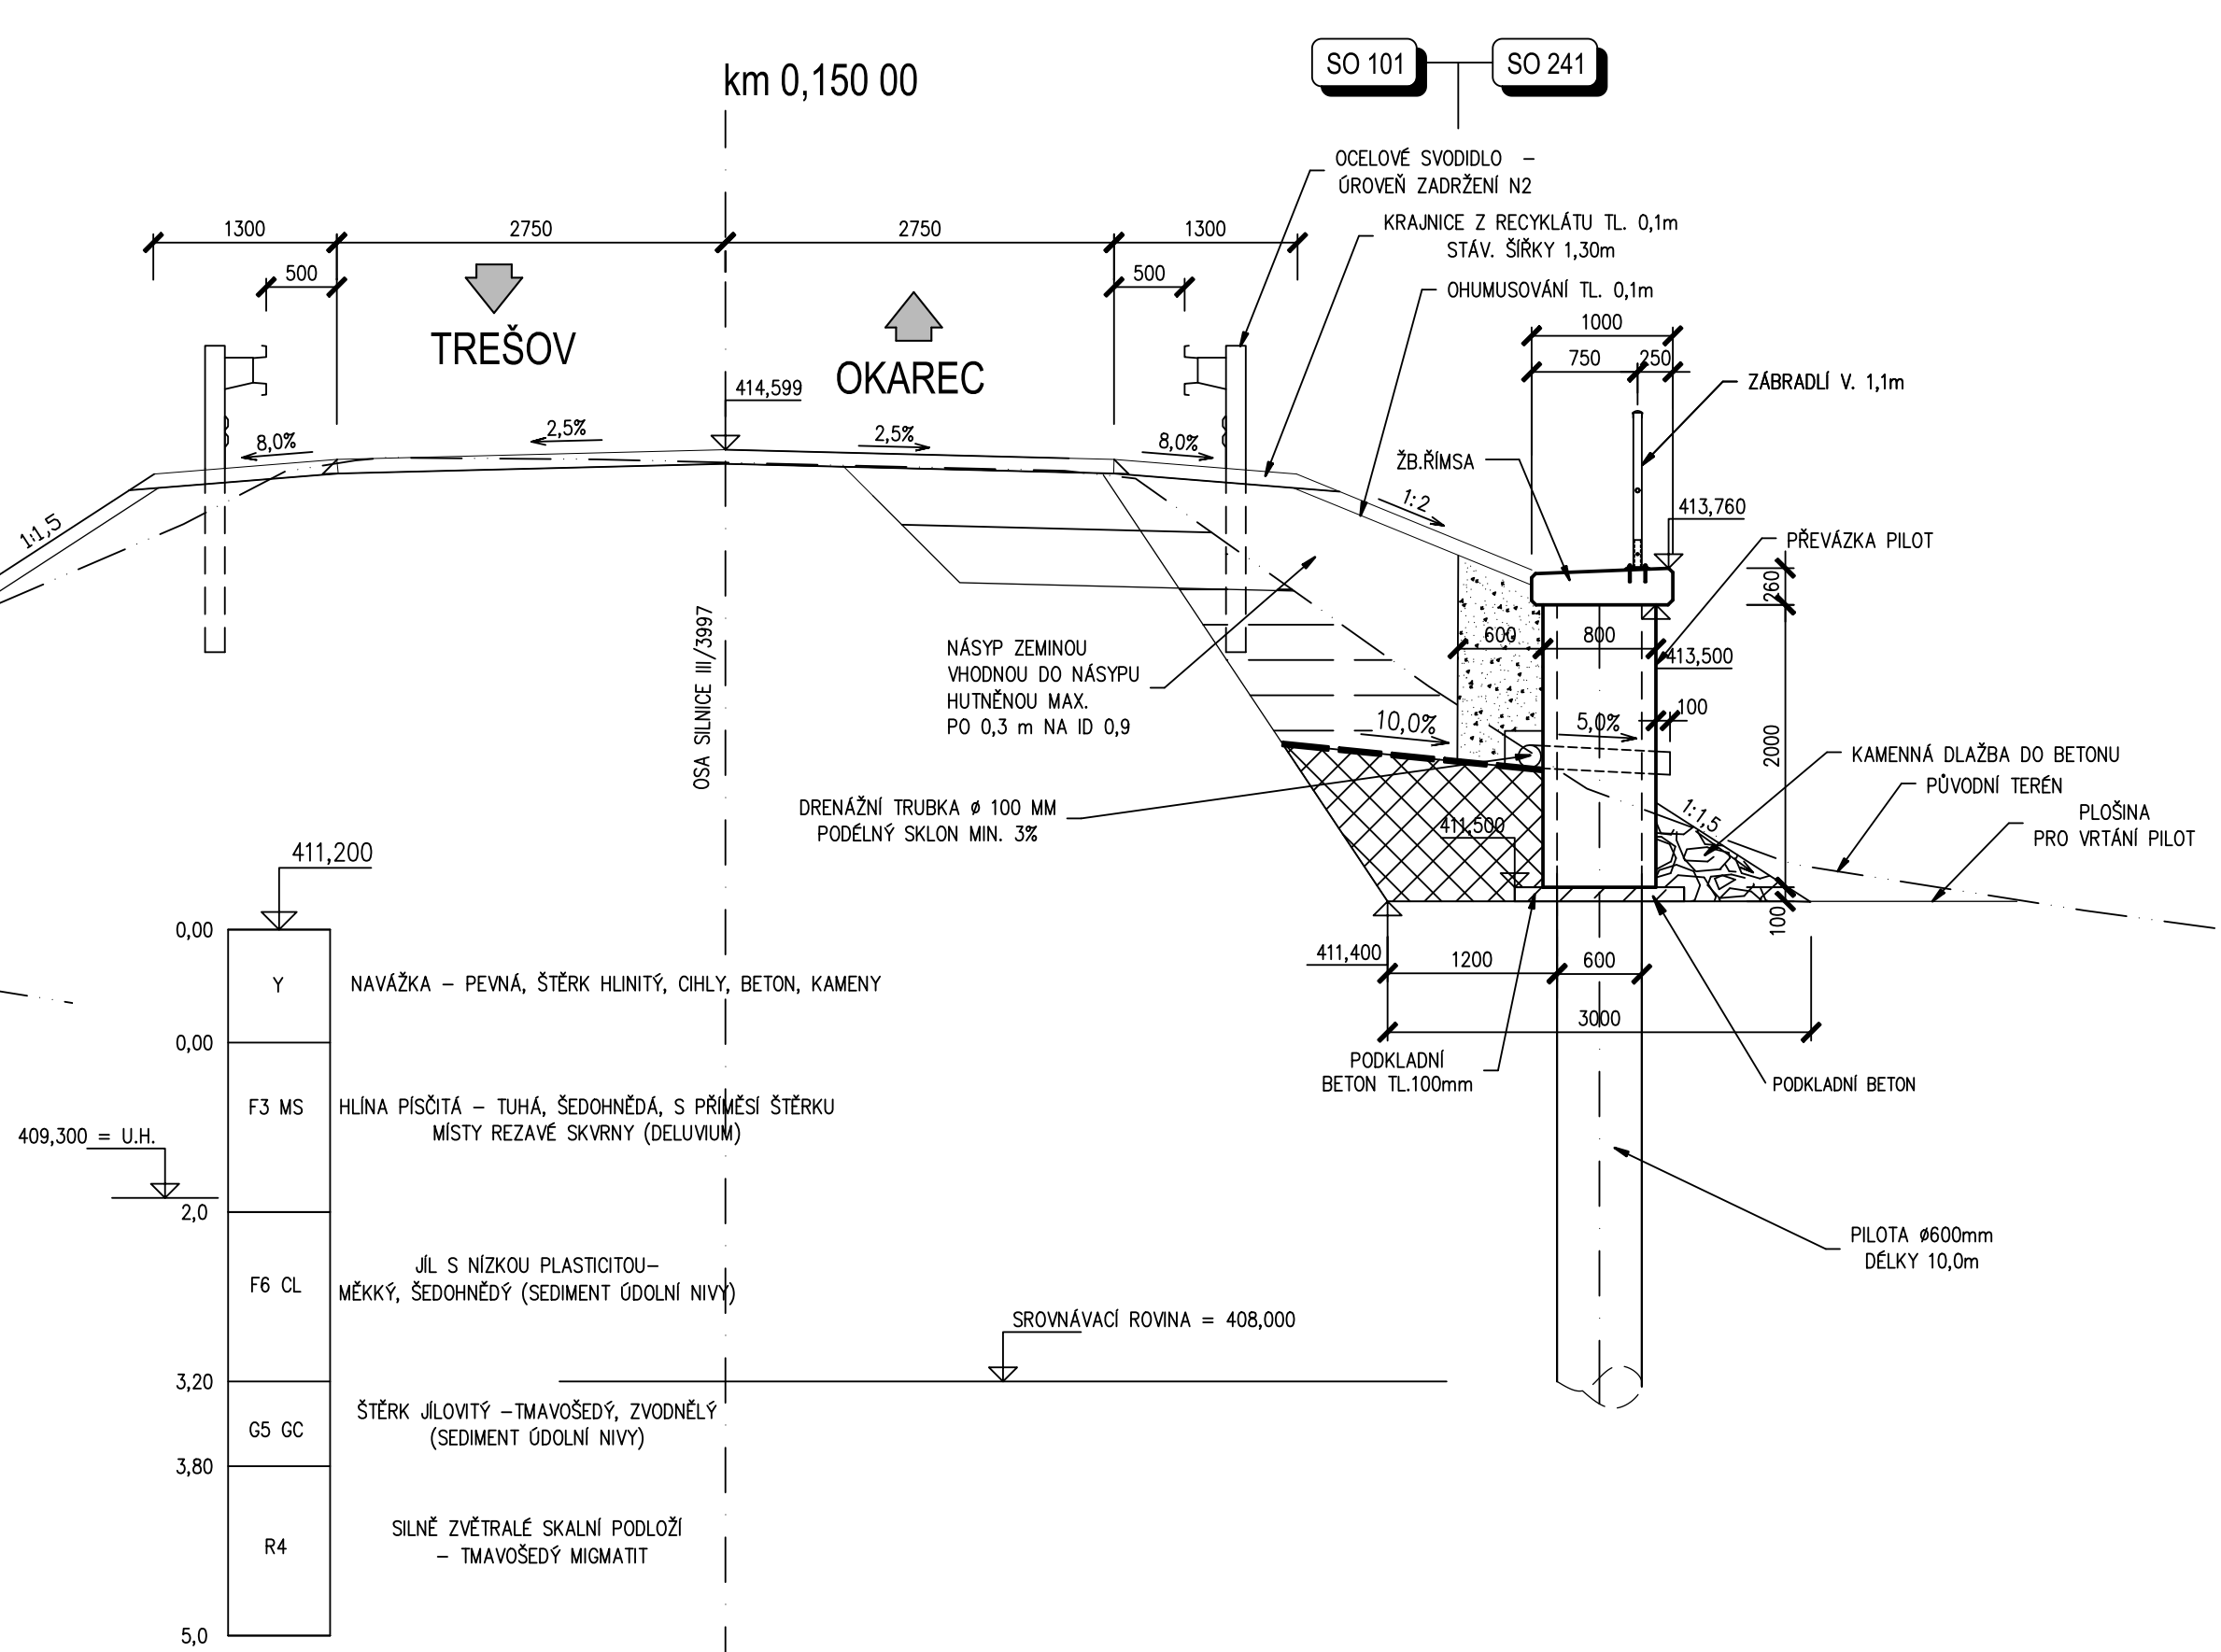 km 0,150 00
SO 101
SO 241
OCELOVÉ SVODIDLO –
ÚROVEŇ ZADRŽENÍ N2
KRAJNICE Z RECYKLÁTU TL. 0,1m
STÁV. ŠÍŘKY 1,30m
OHUMUSOVÁNÍ TL. 0,1m
1300
2750
2750
1300
500
500
TREŠOV
OKAREC
414,599
1000
750
250
ZÁBRADLÍ V. 1,1m
8,0%
2,5%
2,5%
8,0%
ŽB.ŘÍMSA
1:2
1:1,5
413,760
PŘEVÁZKA PILOT
260
OSA SILNICE III/3997
600
800
413,500
NÁSYP ZEMINOU
VHODNOU DO NÁSYPU
HUTNĚNOU MAX.
PO 0,3 m NA ID 0,9
10,0%
5,0%
100
2000
KAMENNÁ DLAŽBA DO BETONU
PŮVODNÍ TERÉN
PLOŠINA
PRO VRTÁNÍ PILOT
DRENÁŽNÍ TRUBKA ø 100 MM
PODÉLNÝ SKLON MIN. 3%
1:1,5
411,500
411,200
100
0,00
411,400
1200
600
Y
NAVÁŽKA – PEVNÁ, ŠTĚRK HLINITÝ, CIHLY, BETON, KAMENY
3000
0,00
PODKLADNÍ
BETON TL.100mm
PODKLADNÍ BETON
F3 MS
HLÍNA PÍSČITÁ – TUHÁ, ŠEDOHNĚDÁ, S PŘÍMĚSÍ ŠTĚRKU
MÍSTY REZAVÉ SKVRNY (DELUVIUM)
409,300 = U.H.
2,0
PILOTA ø600mm
DÉLKY 10,0m
F6 CL
JÍL S NÍZKOU PLASTICITOU–
MĚKKÝ, ŠEDOHNĚDÝ (SEDIMENT ÚDOLNÍ NIVY)
SROVNÁVACÍ ROVINA = 408,000
3,20
G5 GC
ŠTĚRK JÍLOVITÝ –TMAVOŠEDÝ, ZVODNĚLÝ
(SEDIMENT ÚDOLNÍ NIVY)
3,80
R4
SILNĚ ZVĚTRALÉ SKALNÍ PODLOŽÍ
– TMAVOŠEDÝ MIGMATIT
5,0